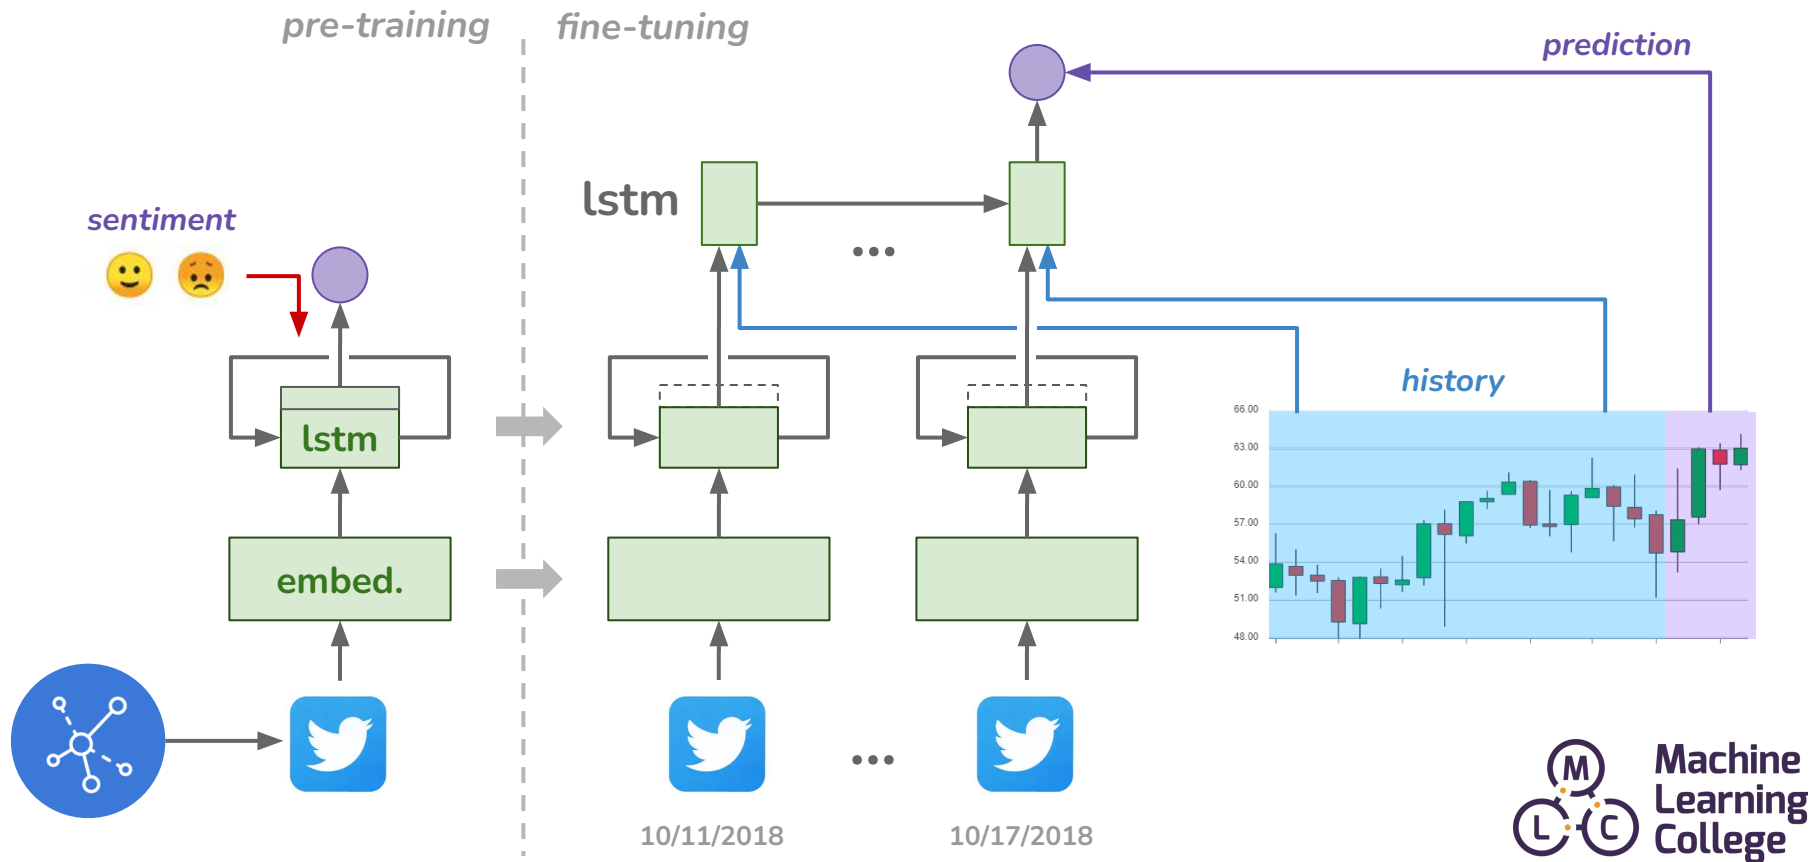 pre-training
fine-tuning
prediction
lstm
sentiment
history
lstm
embed.
66.00
63.00
60.00
57.00
54.00
51.00
48.00
10/11/2018
10/17/2018
M
L
C
Machine
Learning
College